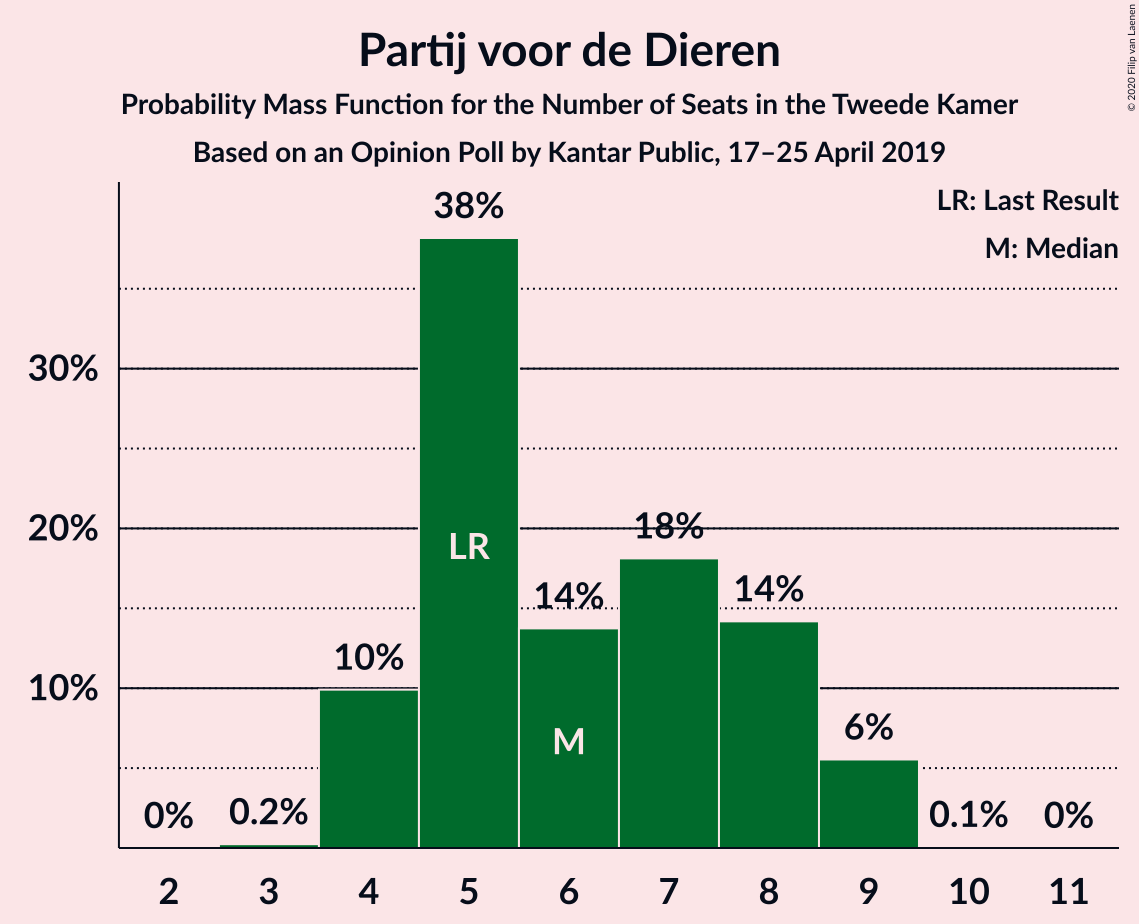 Partij voor de Dieren
Probability Mass Function for the Number of Seats in the Tweede Kamer
Based on an Opinion Poll by Kantar Public, 17–25 April 2019
© 2020 Filip van Laenen
LR: Last Result
M: Median
38%
30%
20%
10%
LR
18%
14%
14%
10%
M
6%
0%
0.2%
0.1%
0%
2 3 4 5 6 7 8 9 10 11